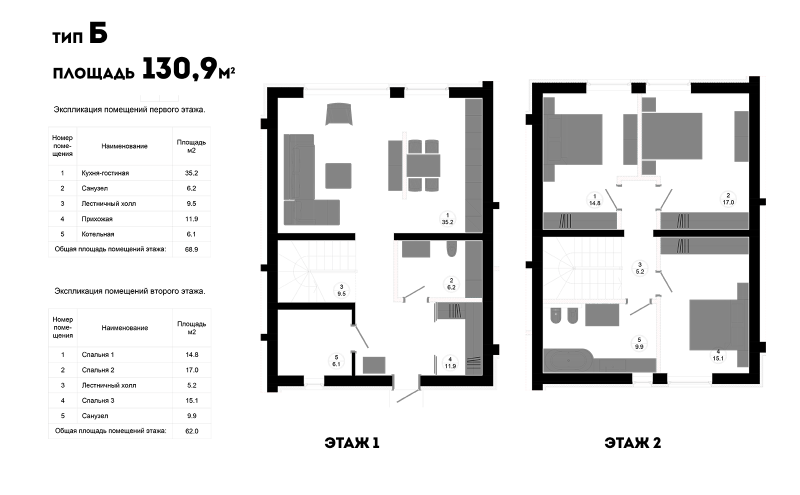 ТИП Б
ПЛОЩАДЬ 130,9М²
Экспликация помещений первого этажа.
Номер поме-щения Наименование Площадь м2
1 Кухня-гостиная 35.2
2 Санузел 6.2
3 Лестничный холл 9.5
4 Прихожая 11.9
5 Котельная 6.1
Общая площадь помещений этажа: 68.9
Экспликация помещений второго этажа.
Номер поме-щения Наименование Площадь м2
1 Спальня 1 14.8
2 Спальня 2 17.0
3 Лестничный холл 5.2
4 Спальня 3 15.1
5 Санузел 9.9
Общая площадь помещений этажа: 62.0
1
35.2
2
6.2
3
9.5
5
6.1
4
11.9
ЭТАЖ 1
1
14.8
2
17.0
3
5.2
5
9.9
4
15.1
ЭТАЖ 2